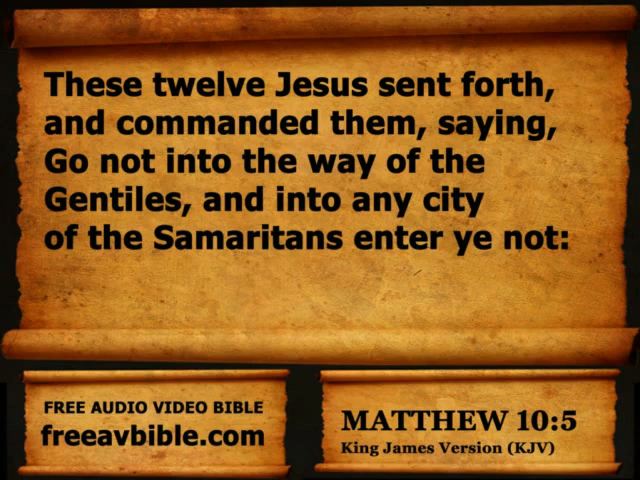 These twelve Jesus sent forth,
and commanded them, saying,
Go not into the way of the
Gentiles, and into any city
of the Samaritans enter ye not:
FREE AUDIO VIDEO BIBLE
freeavbible.com
MATTHEW 10:5
King James Version (KJV)